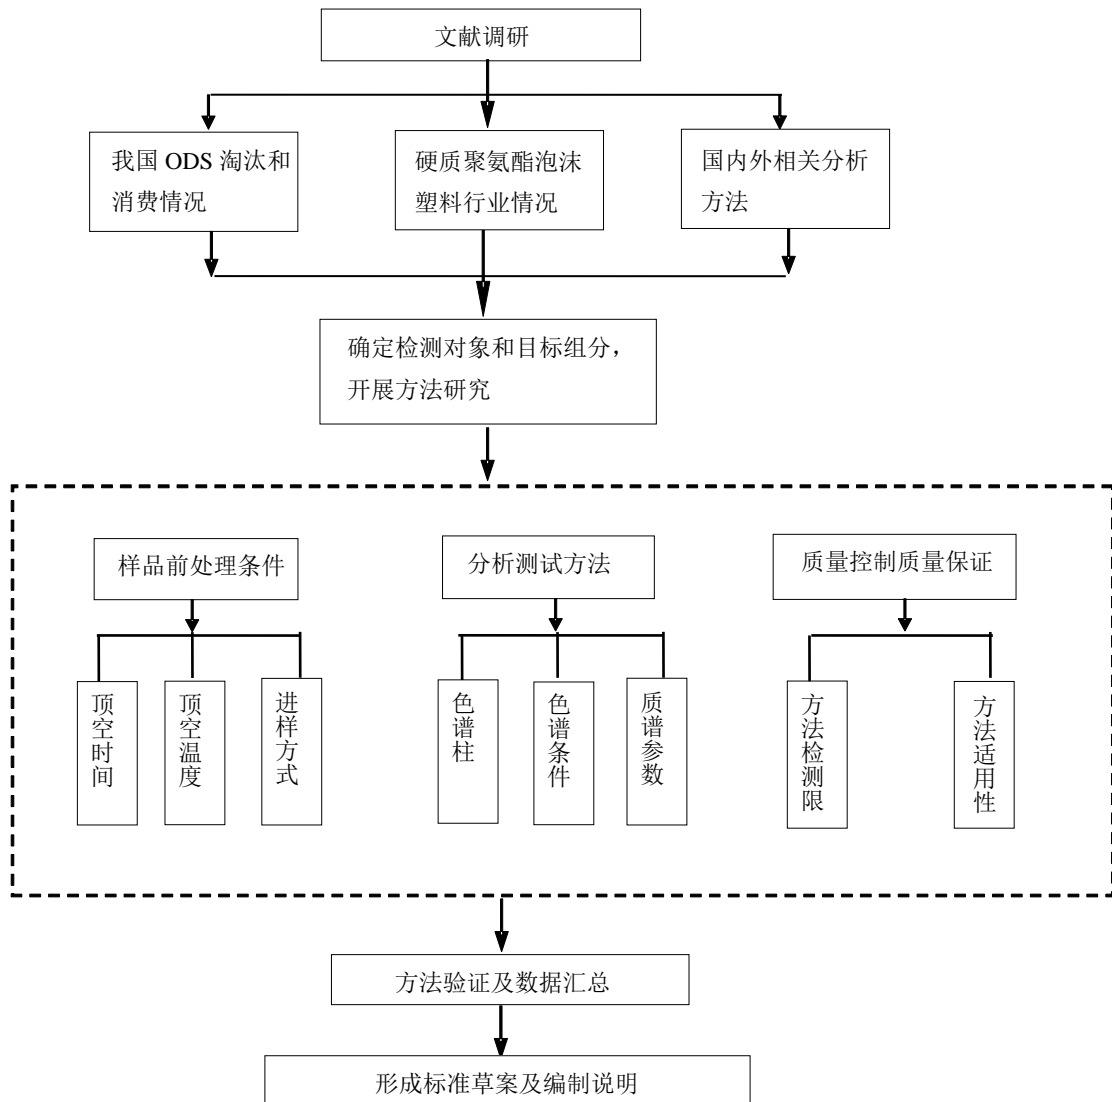 文献调研
我国 ODS 淘汰和
消费情况
硬质聚氨酯泡沫
塑料行业情况
国内外相关分析
方法
确定检测对象和目标组分，
开展方法研究
样品前处理条件
分析测试方法
质量控制质量保证
顶空时间
顶空温度
进样方式
色谱柱
色谱条件
质谱参数
方法检测限
方法适用性
方法验证及数据汇总
形成标准草案及编制说明